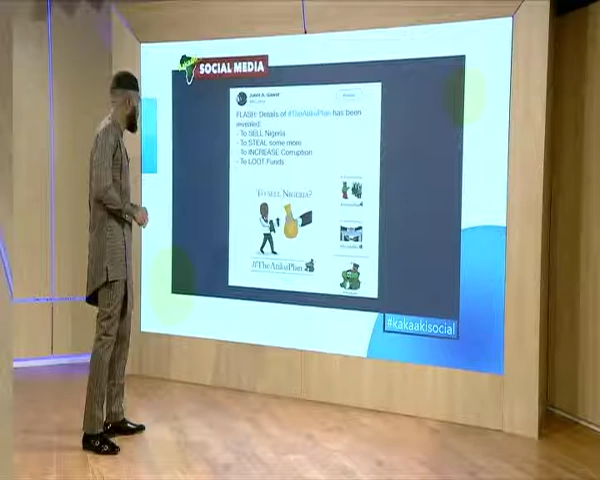 SOCIAL MEDIA
FLASH: Details of #TheAtikuPlan has been
revealed:
- To SELL Nigeria
- To STEAL some more
- To INCREASE Corruption
- To LOOT Funds
TO SELL NIGERIA?
#TheAtikuPlan
#kakaakisocial